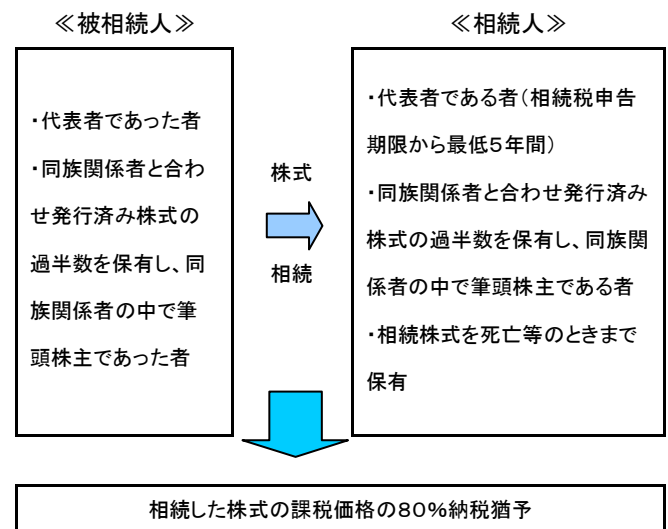 ≪被相続人≫
・代表者であった者
・同族関係者と合わ
せ発行済み株式の
過半数を保有し、同
族関係者の中で筆
頭株主であった者
株式
相続
≪相続人≫
・代表者である者（相続税申告
期限から最低５年間）
・同族関係者と合わせ発行済み
株式の過半数を保有し、同族関
係者の中で筆頭株主である者
・相続株式を死亡等のときまで
保有
相続した株式の課税価格の80％納税猶予